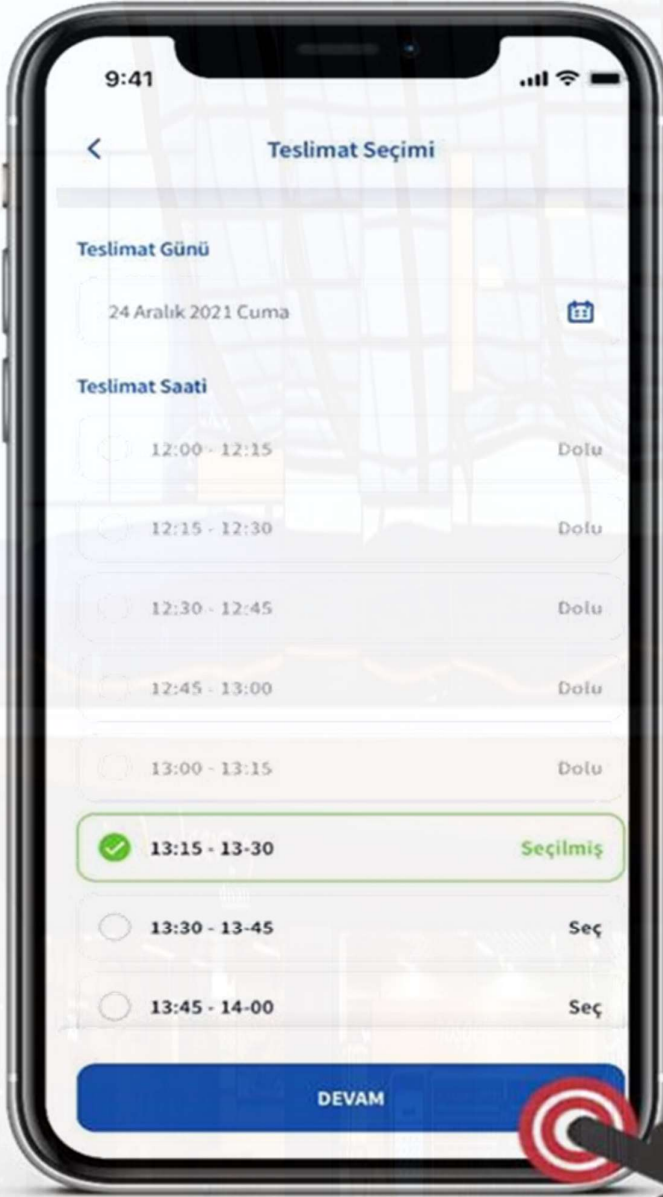 9:41
Teslimat Seçimi
Teslimat Günü
24 Aralık 2021 Cuma
Teslimat Saati
12:00 - 12:15 Dolu
12:15 - 12:30 Dolu
12:30 - 12:45 Dolu
12:45 - 13:00 Dolu
13:00 - 13:15 Dolu
13:15 - 13-30 Seçilmiş
13:30 - 13-45 Seç
13:45 - 14-00 Seç
DEVAM